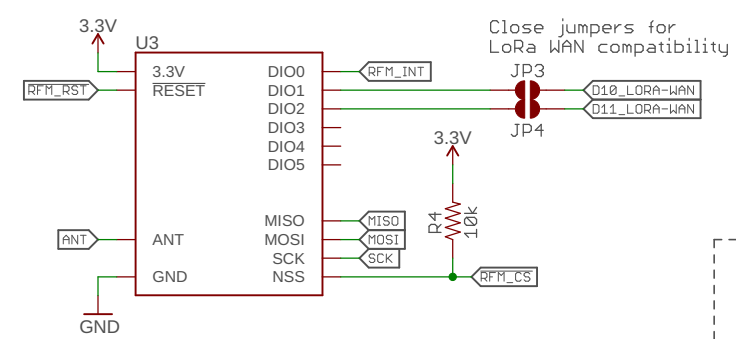 3.3V
U3
Close jumpers for
LoRa WAN compatibility
3.3V
RESET
RFM_RST
DIO0
DIO1
DIO2
DIO3
DIO4
DIO5
RFM_INT
JP3
D10_LORA-WAN
D11_LORA-WAN
JP4
3.3V
R4
10k
ANT
ANT
GND
MISO
MOSI
SCK
NSS
MISO
MOSI
SCK
RFM_CS
GND